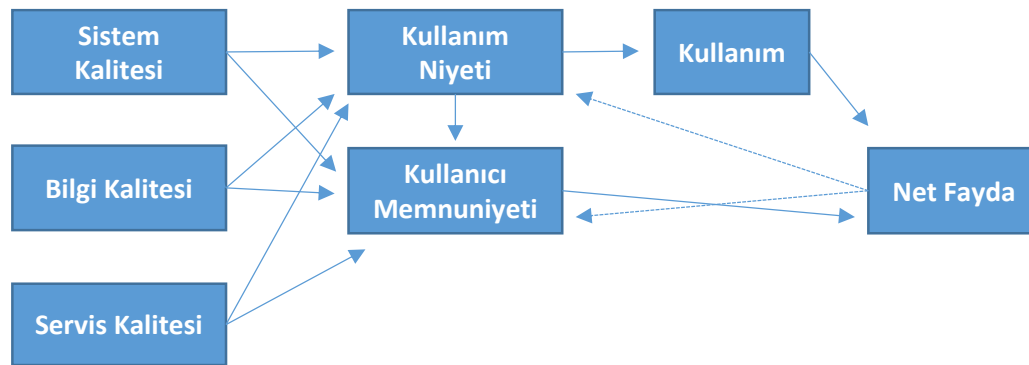 Sistem
Kalitesi
Kullanım
Niyeti
Kullanım
Bilgi Kalitesi
Kullanıcı
Memnuniyeti
Net Fayda
Servis Kalitesi